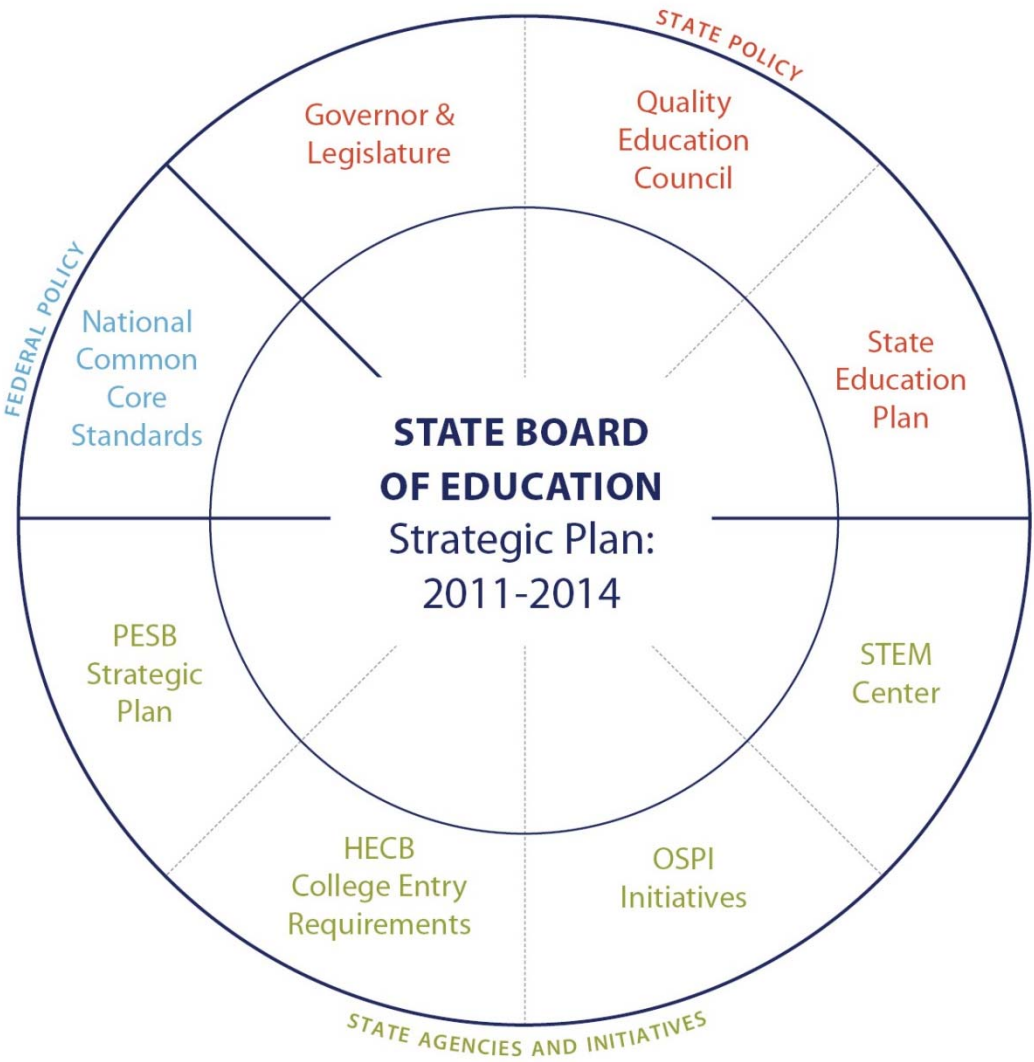 STATE POLICY
Governor &
Legislature
Quality
Education
Council
State
Education
Plan
FEDERAL POLICY
National
Common
Core
Standards
STATE BOARD
OF EDUCATION
Strategic Plan:
2011-2014
PESB
Strategic
Plan
STEM
Center
HECB
College Entry
Requirements
OSPI
Initiatives
STATE AGENCIES AND INITIATIVES